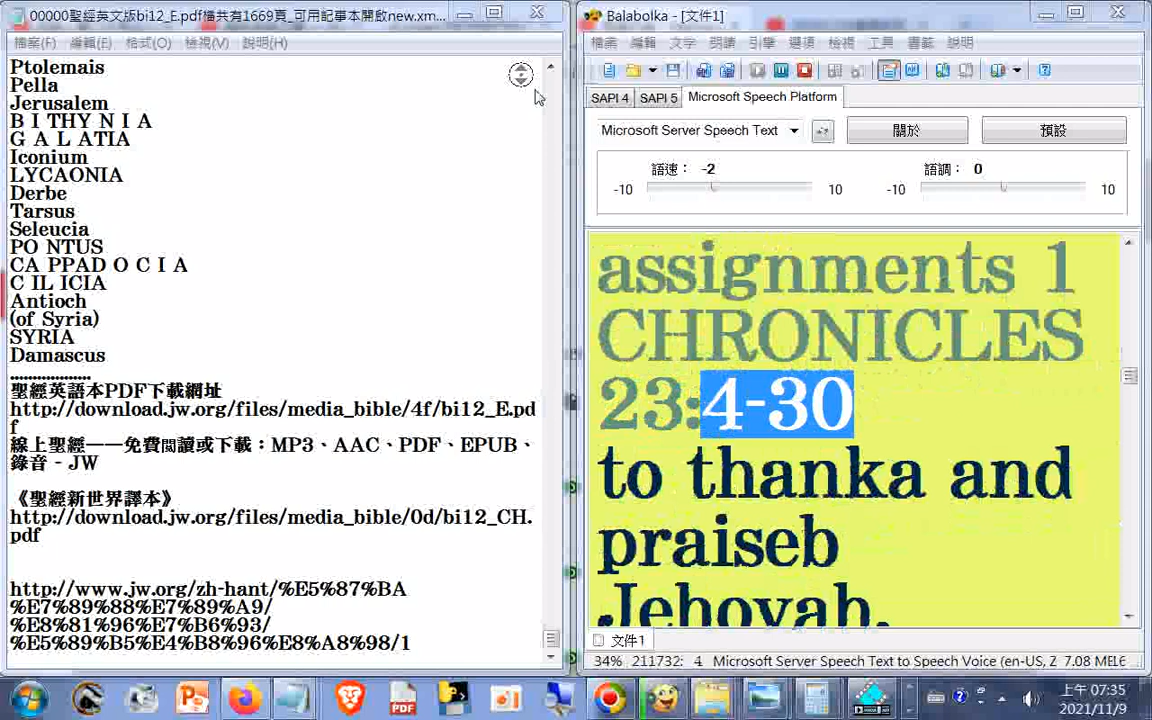 00000聖經英文版bi12_E.pdf檔共有1669頁_可用記事本開啟new.xm...
檔案(F) 編輯(E) 格式(O) 檢視(V) 說明(H)
Ptolemais
Pella
Jerusalem
B I THY N I A
G A L ATIA
Iconium
LYCAONIA
Derbe
Tarsus
Seleucia
PO NTUS
CA PPAD O C I A
C IL ICIA
Antioch
(of Syria)
SYRIA
Damascus
...................
聖經英語本PDF下載網址
http://download.jw.org/files/media_bible/4f/bi12_E.pd
f
線上聖經——免費閱讀或下載：MP3、AAC、PDF、EPUB、
錄音 - JW
《聖經新世界譯本》
http://download.jw.org/files/media_bible/0d/bi12_CH.
pdf
http://www.jw.org/zh-hant/%E5%87%BA
%E7%89%88%E7%89%A9/
%E8%81%96%E7%B6%93/
%E5%89%B5%E4%B8%96%E8%A8%98/1
Balabolka - [文件1]
檔案 編輯 文字 朗讀 引擎 選項 檢視 工具 書籤 說明
SAPI 4 SAPI 5 Microsoft Speech Platform
Microsoft Server Speech Text 關於 預設
語速： -2 語調： 0
-10 10 -10 10
assignments 1
CHRONICLES
23:4-30
to thanka and
praiseb
Jehovah.
文件1
34% 211732: 4 Microsoft Server Speech Text to Speech Voice (en-US, Z 7.08 MELE
PDF
上午 07:35
2021/11/9